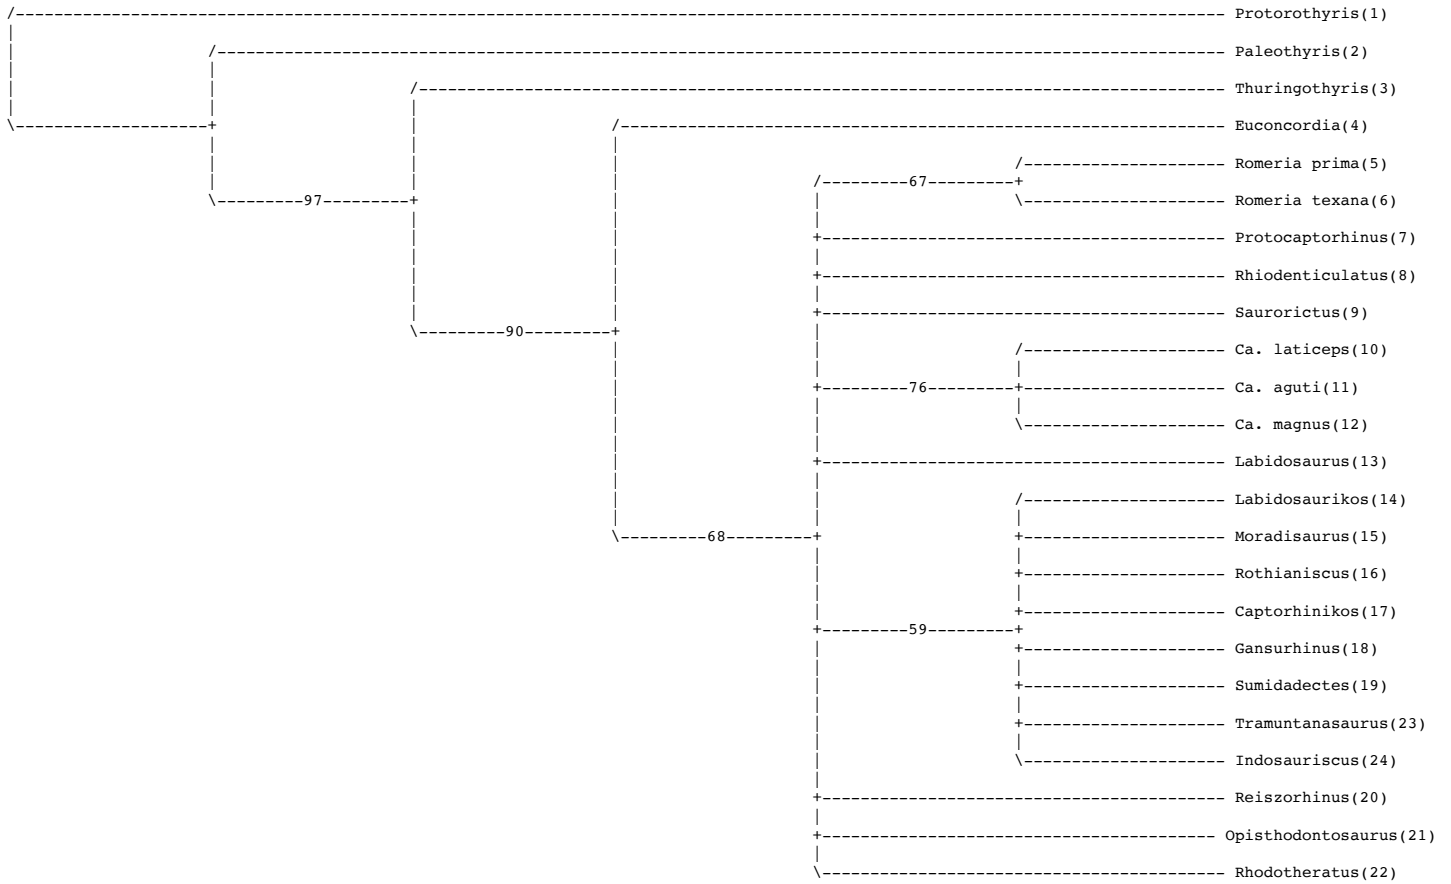 Protorothyris(1)
Paleothyris(2)
Thuringothyris(3)
Euconcordia(4)
Romeria prima(5)
67
97
Romeria texana(6)
Protocaptorhinus(7)
Rhiodenticulatus(8)
Saurorictus(9)
90
Ca. laticeps(10)
76
Ca. aguti(11)
Ca. magnus(12)
Labidosaurus(13)
Labidosaurikos(14)
68
Moradisaurus(15)
Rothianiscus(16)
Captorhinikos(17)
59
Gansurhinus(18)
Sumidadectes(19)
Tramuntanasaurus(23)
Indosauriscus(24)
Reiszorhinus(20)
Opisthodontosaurus(21)
Rhodotheratus(22)